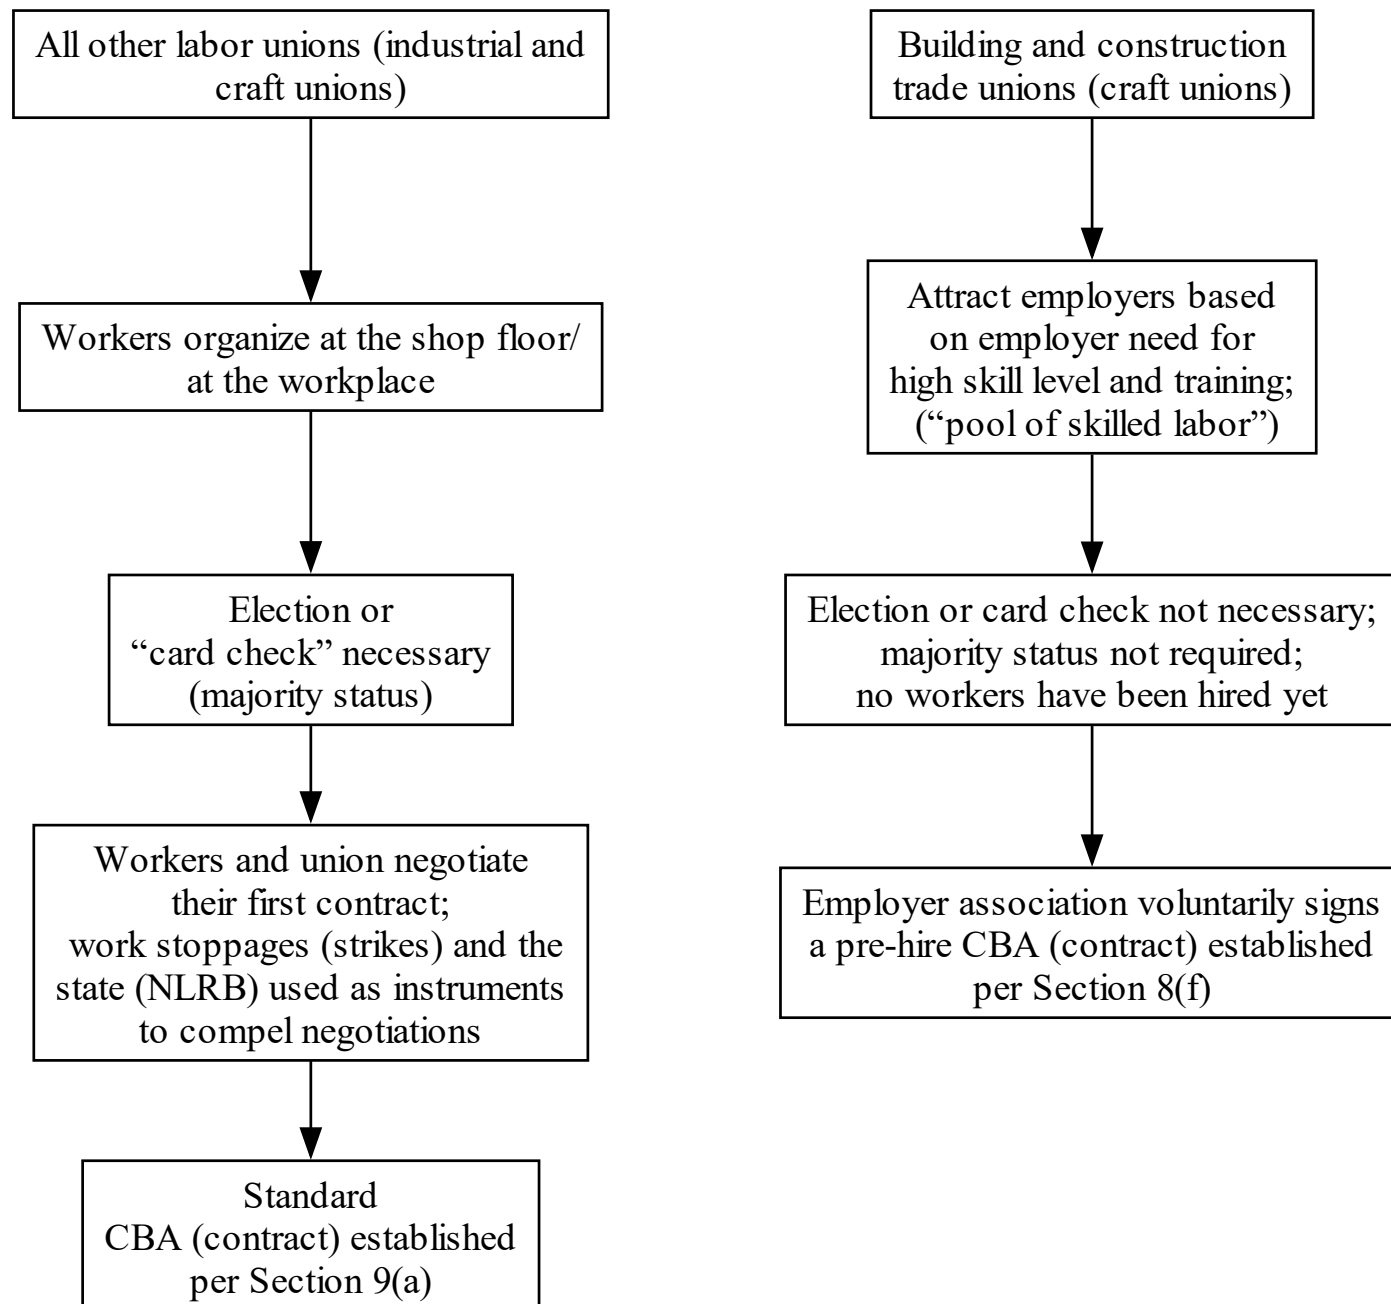 All other labor unions (industrial and
craft unions)
Workers organize at the shop floor/
at the workplace
Election or
“card check” necessary
(majority status)
Workers and union negotiate
their first contract;
work stoppages (strikes) and the
state (NLRB) used as instruments
to compel negotiations
Standard
CBA (contract) established
per Section 9(a)
Building and construction
trade unions (craft unions)
Attract employers based
on employer need for
high skill level and training;
(“pool of skilled labor”)
Election or card check not necessary;
majority status not required;
no workers have been hired yet
Employer association voluntarily signs
a pre-hire CBA (contract) established
per Section 8(f)